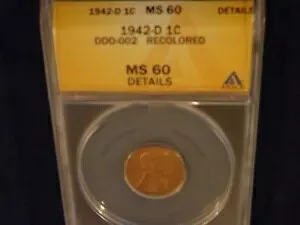 1942-D 1C MS 60 DETAILS
1942-D 1C
DDO-002 RECOLORED
MS 60
DETAILS